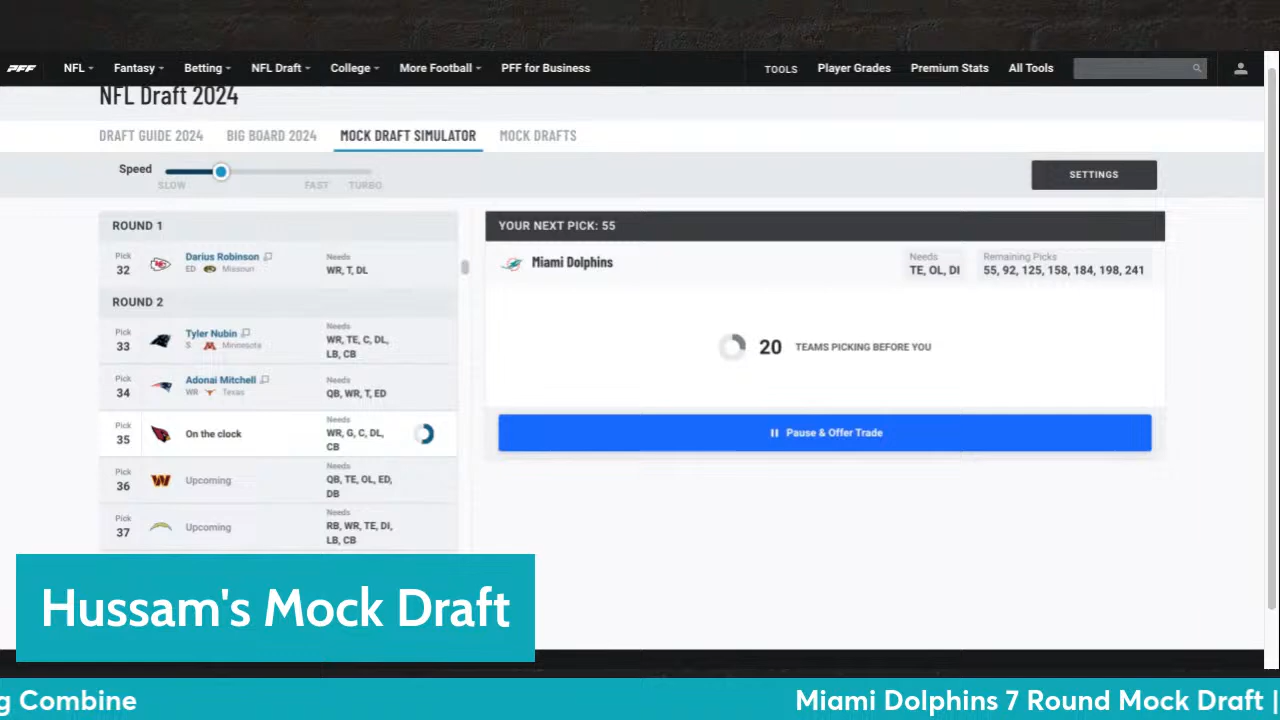 PFF NFL Fantasy Betting NFL Draft College More Football PFF for Business TOOLS Player Grades Premium Stats All Tools
NFL Draft 2024
DRAFT GUIDE 2024 BIG BOARD 2024 MOCK DRAFT SIMULATOR MOCK DRAFTS
Speed
SLOW FAST TURBO
SETTINGS
ROUND 1
Pick
32
Darius Robinson
ED Missouri
Needs
WR, T, DL
ROUND 2
Pick
33
Tyler Nubin
S Minnesota
Needs
WR, TE, C, DL,
LB, CB
Pick
34
Adonai Mitchell
WR Texas
Needs
QB, WR, T, ED
Pick
35
On the clock
Needs
WR, G, C, DL,
CB
Pick
36
Upcoming
Needs
QB, TE, OL, ED,
DB
Pick
37
Upcoming
Needs
RB, WR, TE, DI,
LB, CB
YOUR NEXT PICK: 55
Miami Dolphins
Needs
TE, OL, DI
Remaining Picks
55, 92, 125, 158, 184, 198, 241
20 TEAMS PICKING BEFORE YOU
Pause & Offer Trade
Hussam's Mock Draft
g Combine Miami Dolphins 7 Round Mock Draft |